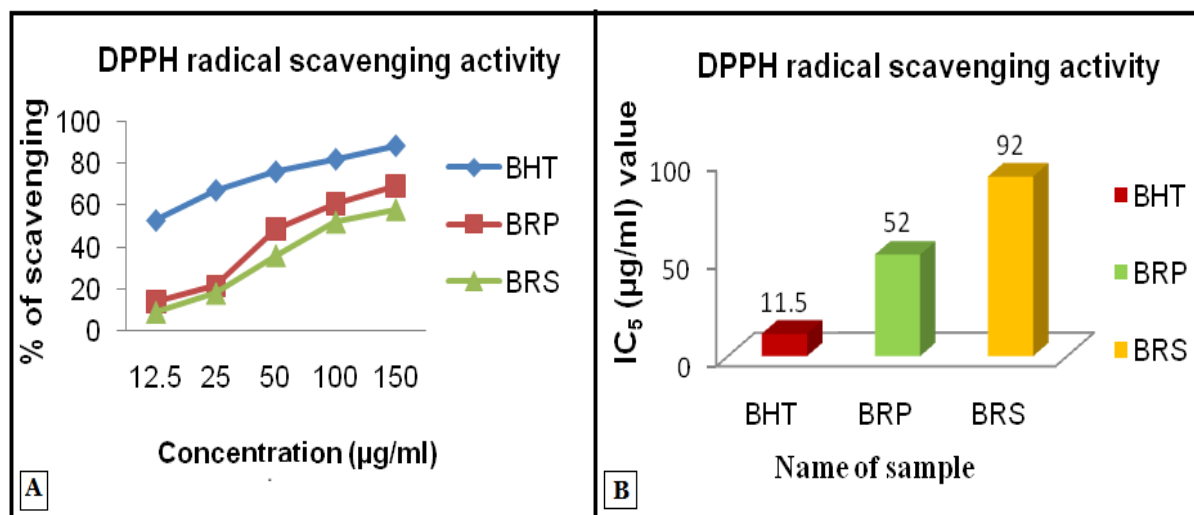 DPPH radical scavenging activity
% of scavenging
100
80
60
40
20
0
12.5 25 50 100 150
Concentration (µg/ml)
BHT
BRP
BRS
A
DPPH radical scavenging activity
IC₅ (µg/ml) value
100
50
0
11.5
52
92
BHT BRP BRS
Name of sample
BHT
BRP
BRS
B